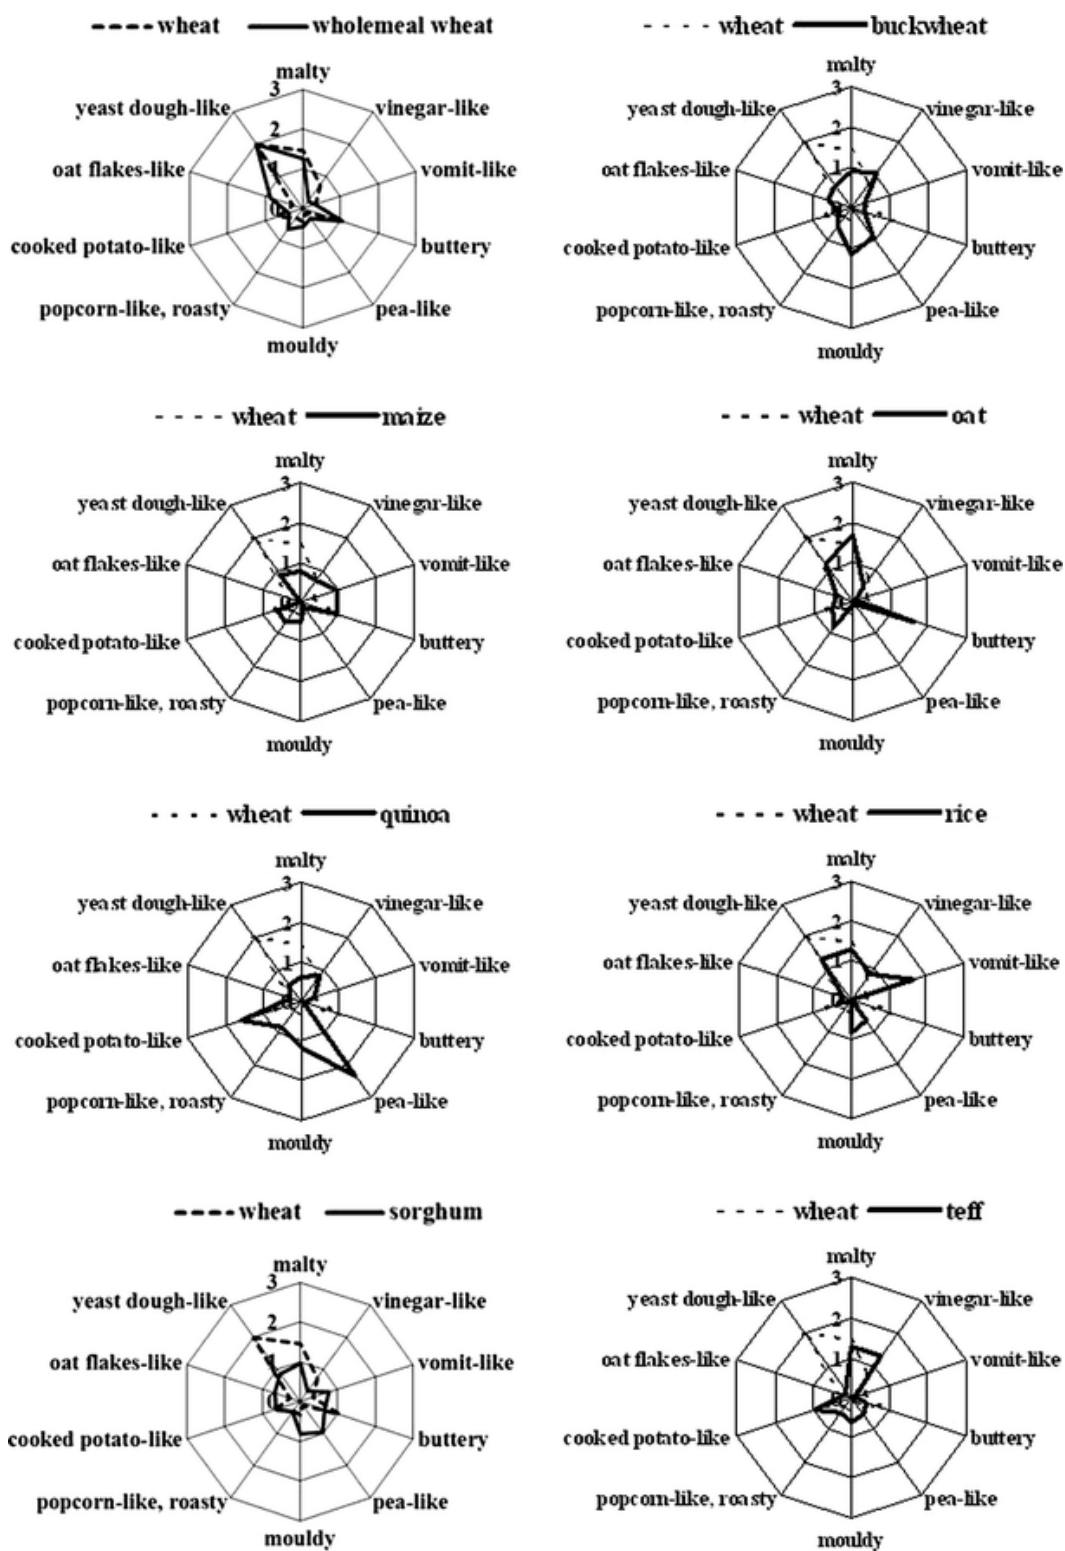 wheat wholemeal wheat
wheat buckwheat
malty
3
yeast dough-like
vinegar-like
2
oat flakes-like
1
vomit-like
0
cooked potato-like
buttery
popcorn-like, roasty
pea-like
mouldy
3
yeast dough-like
vinegar-like
2
oat flakes-like
1
vomit-like
cooked potato-like
buttery
popcorn-like, roasty
pea-like
mouldy
wheat maize
wheat oat
malty
3
yeast dough-like
vinegar-like
2
oat flakes-like
1
vomit-like
0
cooked potato-like
buttery
popcorn-like, roasty
pea-like
mouldy
malty
3
yeast dough-like
vinegar-like
2
oat flakes-like
1
vomit-like
0
cooked potato-like
buttery
popcorn-like, roasty
pea-like
mouldy
wheat quinoa
wheat rice
malty
3
yeast dough-like
vinegar-like
2
oat flakes-like
1
vomit-like
0
cooked potato-like
buttery
popcorn-like, roasty
pea-like
mouldy
malty
3
yeast dough-like
vinegar-like
2
oat flakes-like
1
vomit-like
0
cooked potato-like
buttery
popcorn-like, roasty
pea-like
mouldy
wheat sorghum
wheat teff
malty
3
yeast dough-like
vinegar-like
2
oat flakes-like
1
vomit-like
0
cooked potato-like
buttery
popcorn-like, roasty
pea-like
mouldy
malty
3
yeast dough-like
vinegar-like
2
oat flakes-like
1
vomit-like
0
cooked potato-like
buttery
popcorn-like, roasty
pea-like
mouldy